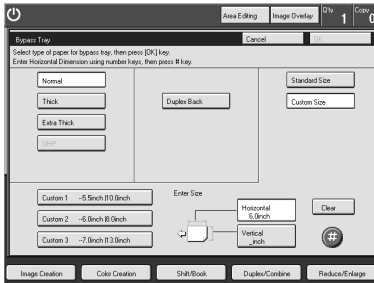 Area Editing Image Overlay Q'ty 1 Copy 0
Bypass Tray Cancel OK
Select type of paper for bypass tray, then press [OK] key.
Enter Horizontal Dimension using number keys, then press # key.
Normal Standard Size
Thick Duplex Back Custom Size
Extra Thick
OHP
Custom 1 --5.5inch |10.0inch Enter Size
Horizontal Clear
6.0inch
Custom 2 --6.0inch |8.0inch
Vertical #
_inch
Custom 3 --7.0inch |13.0inch
Image Creation Color Creation Shift/Book Duplex/Combine Reduce/Enlarge